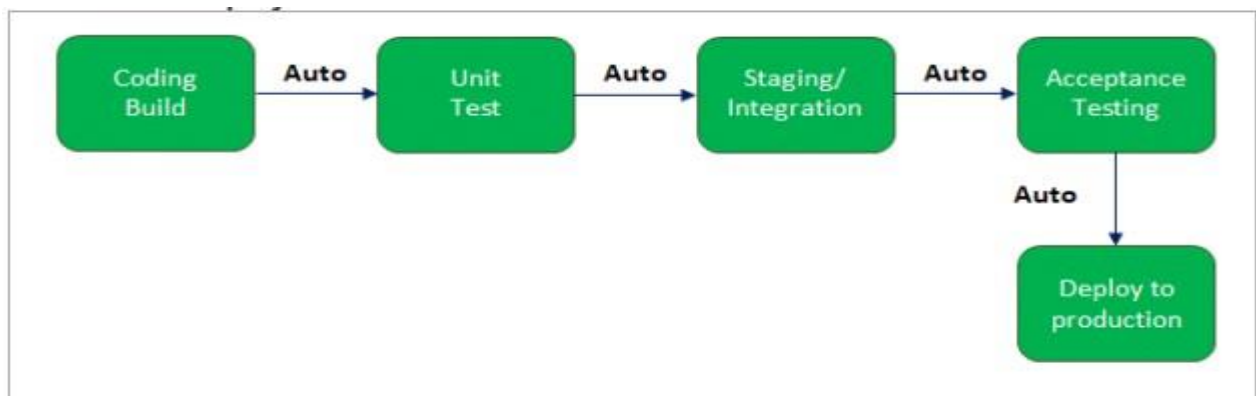 Coding
Build
Auto
Unit
Test
Auto
Staging/
Integration
Auto
Acceptance
Testing
Auto
Deploy to
production